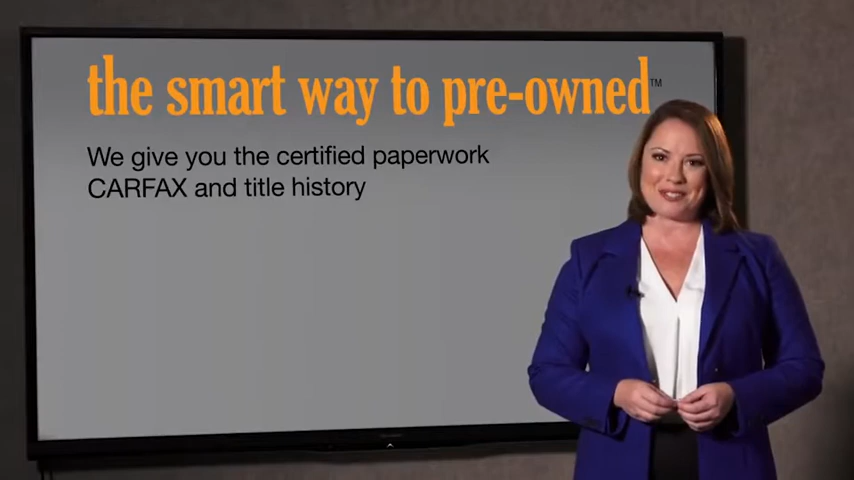 the smart way to pre-owned™
We give you the certified paperwork
CARFAX and title history